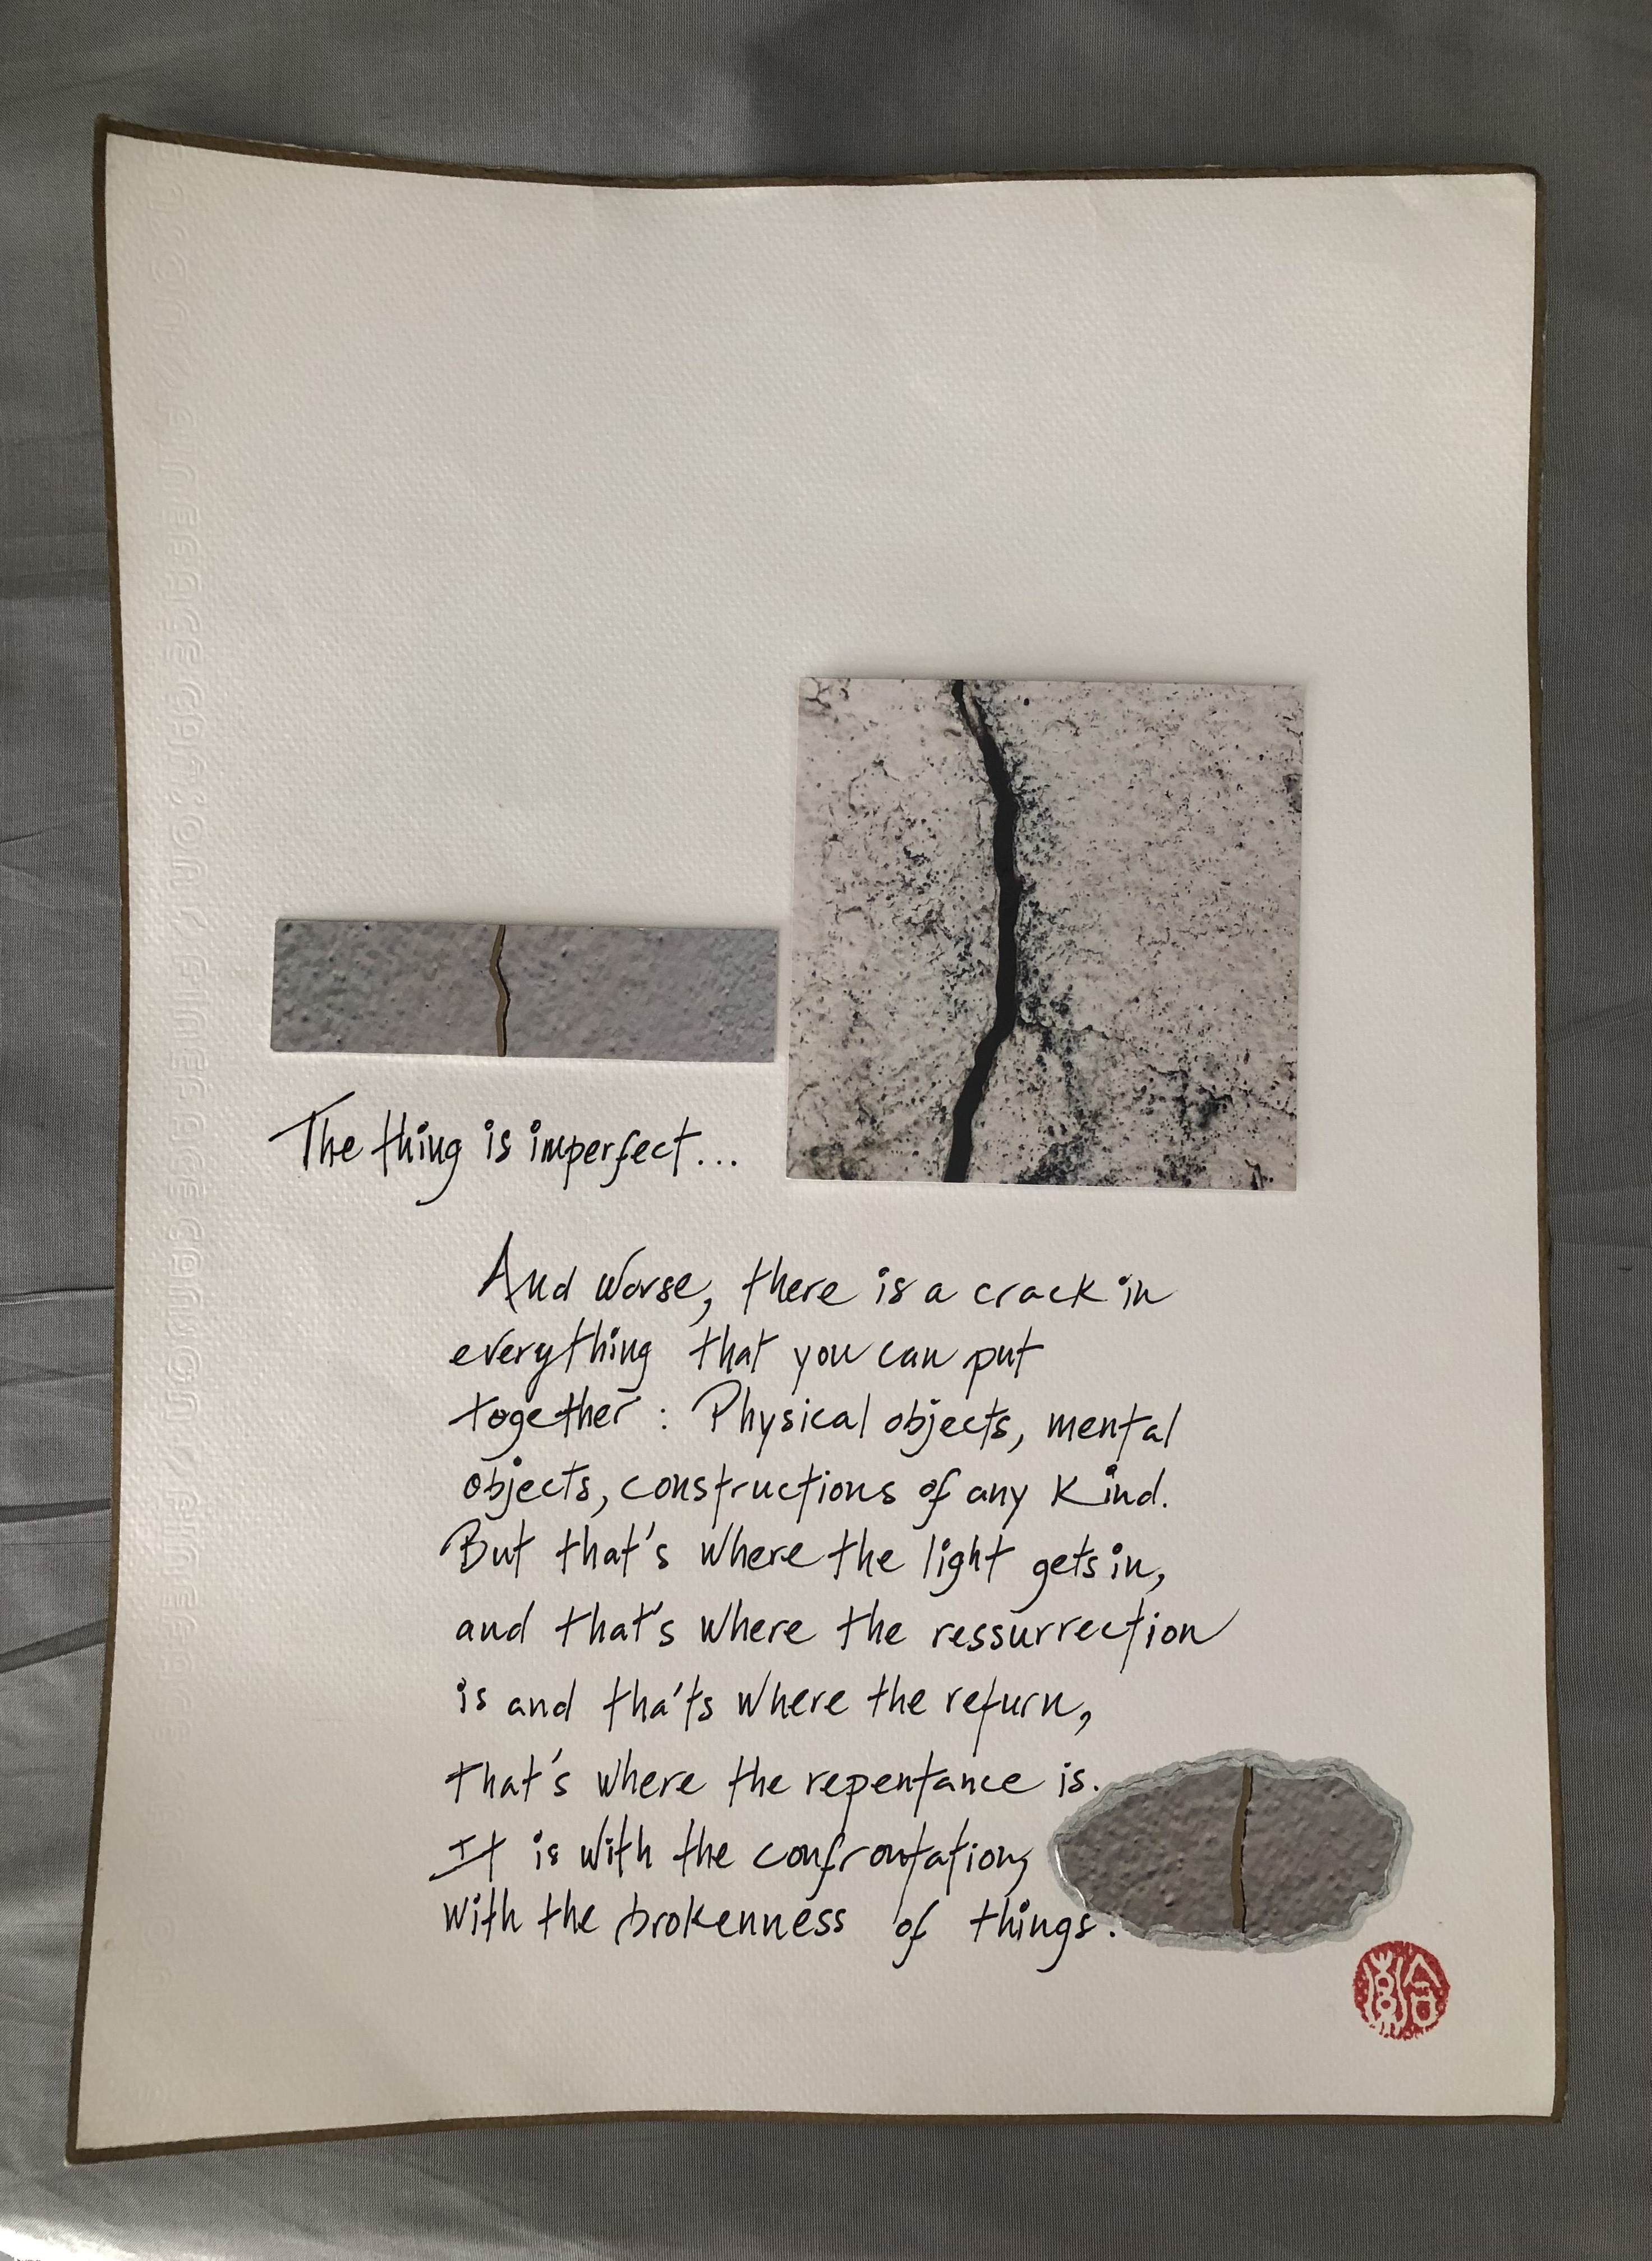 The thing is imperfect...
And worse, there is a crack in
everything that you can put
together: Physical objects, mental
objects, constructions of any kind.
But that's where the light gets in,
and that's where the ressurrection
is and tha'ts where the return,
that's where the repentance is.
It is with the confrontation,
with the brokenness of things.